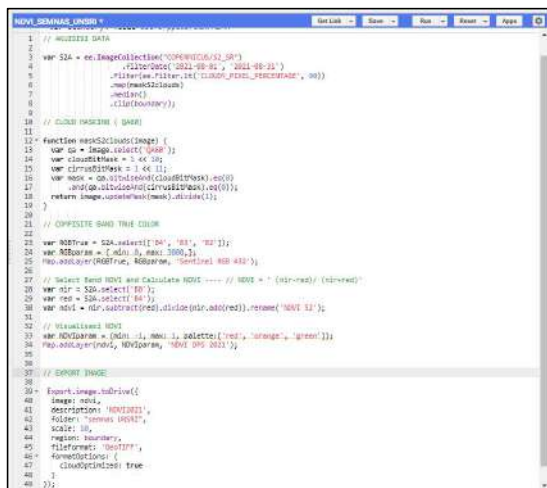 NDVI_SEMNAS_UNSRI *
Get Link Save Run Reset Apps
1 // AKUISISI DATA
2
3 var S2A = ee.ImageCollection("COPERNICUS/S2_SR")
4 .filterDate('2021-08-01', '2021-08-31')
5 .filter(ee.Filter.lt('CLOUDY_PIXEL_PERCENTAGE',
6 .map(maskS2clouds)
7 .median()
8 .clip(boundary);
9
10 // CLOUD MASKING ( QA60)
11
12 function maskS2clouds(image) {
13 var qa = image.select('QA60');
14 var cloudBitMask = 1 << 10;
15 var cirrusBitMask = 1 << 11;
16 var mask = qa.bitwiseAnd(cloudBitMask).eq(0)
17 .and(qa.bitwiseAnd(cirrusBitMask).eq(0));
18 return image.updateMask(mask).divide(1);
19 }
20
21 // COMPOSITE BAND TRUE COLOR
22
23 var RGBTrue = S2A.select(['B4', 'B3', 'B2']);
24 var RGBparam = { min: 0, max: 3000,};
25 Map.addLayer(RGBTrue, RGBparam, 'Sentinel RGB 432');
26
27 // Select Band NDVI and Calculate NDVI ---- // NDVI = ' (nir-red)/ (nir+red)'
28 var nir = S2A.select('B8');
29 var red = S2A.select('B4');
30 var ndvi = nir.subtract(red).divide(nir.add(red)).rename('NDVI S2');
31
32 // Visualisasi NDVI
33 var NDVIparam = {min: -1, max: 1, palette:['red', 'orange', 'green']};
34 Map.addLayer(ndvi, NDVIparam, 'NDVI DPS 2021');
35
36
37 // EXPORT IMAGE
38
39 Export.image.toDrive({
40 image: ndvi,
41 description: 'NDVI2021',
42 folder: "semnas UNSRI",
43 scale: 10,
44 region: boundary,
45 fileFormat: 'GeoTIFF',
46 formatOptions: {
47 cloudOptimized: true
48 }
49 });